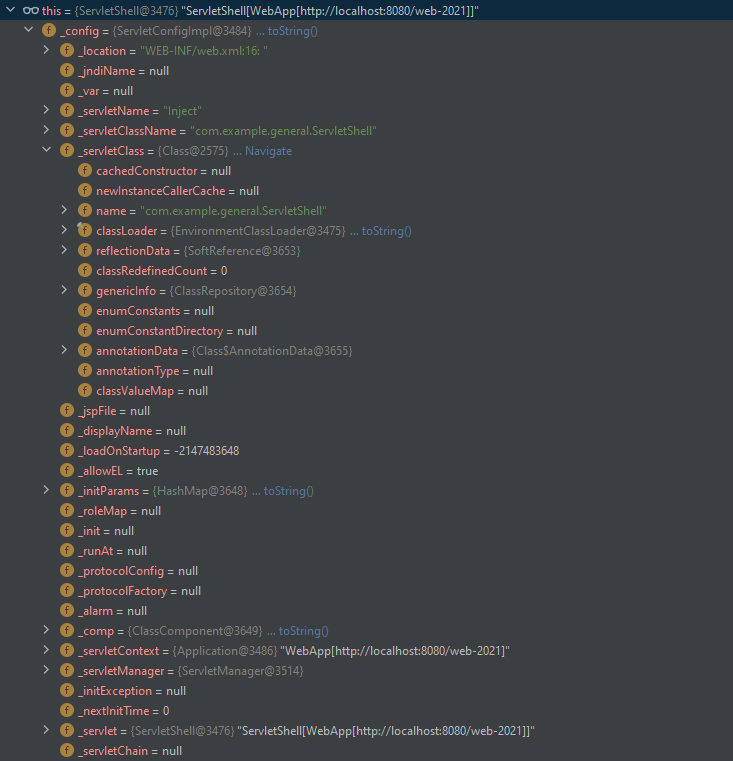 this = {ServletShell@3476} "ServletShell[WebApp[http://localhost:8080/web-2021]]"
f _config = {ServletConfigImpl@3484} ... toString()
f _location = "WEB-INF/web.xml:16: "
f _jndiName = null
f _var = null
f _servletName = "Inject"
f _servletClassName = "com.example.general.ServletShell"
f _servletClass = {Class@2575} ... Navigate
f cachedConstructor = null
f newInstanceCallerCache = null
f name = "com.example.general.ServletShell"
f classLoader = {EnvironmentClassLoader@3475} ... toString()
f reflectionData = {SoftReference@3653}
f classRedefinedCount = 0
f genericInfo = {ClassRepository@3654}
f enumConstants = null
f enumConstantDirectory = null
f annotationData = {Class$AnnotationData@3655}
f annotationType = null
f classValueMap = null
f _jspFile = null
f _displayName = null
f _loadOnStartup = -2147483648
f _allowEL = true
f _initParams = {HashMap@3648} ... toString()
f _roleMap = null
f _init = null
f _runAt = null
f _protocolConfig = null
f _protocolFactory = null
f _alarm = null
f _comp = {ClassComponent@3649} ... toString()
f _servletContext = {Application@3486} "WebApp[http://localhost:8080/web-2021]"
f _servletManager = {ServletManager@3514}
f _initException = null
f _nextInitTime = 0
f _servlet = {ServletShell@3476} "ServletShell[WebApp[http://localhost:8080/web-2021]]"
f _servletChain = null